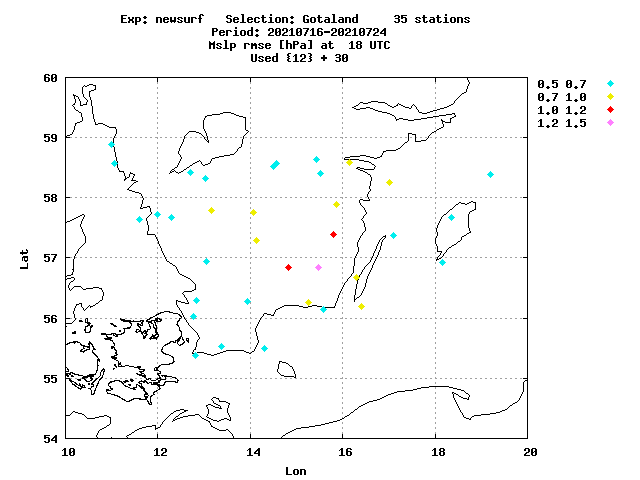 Exp: newsurf   Selection: Gotaland     35 stations
Period: 20210716-20210724
Mslp rmse [hPa] at  18 UTC
Used {12} + 30
0.5 0.7
0.7 1.0
1.0 1.2
1.2 1.5
60
59
58
57
56
55
54
Lat
10 12 14 16 18 20
Lon